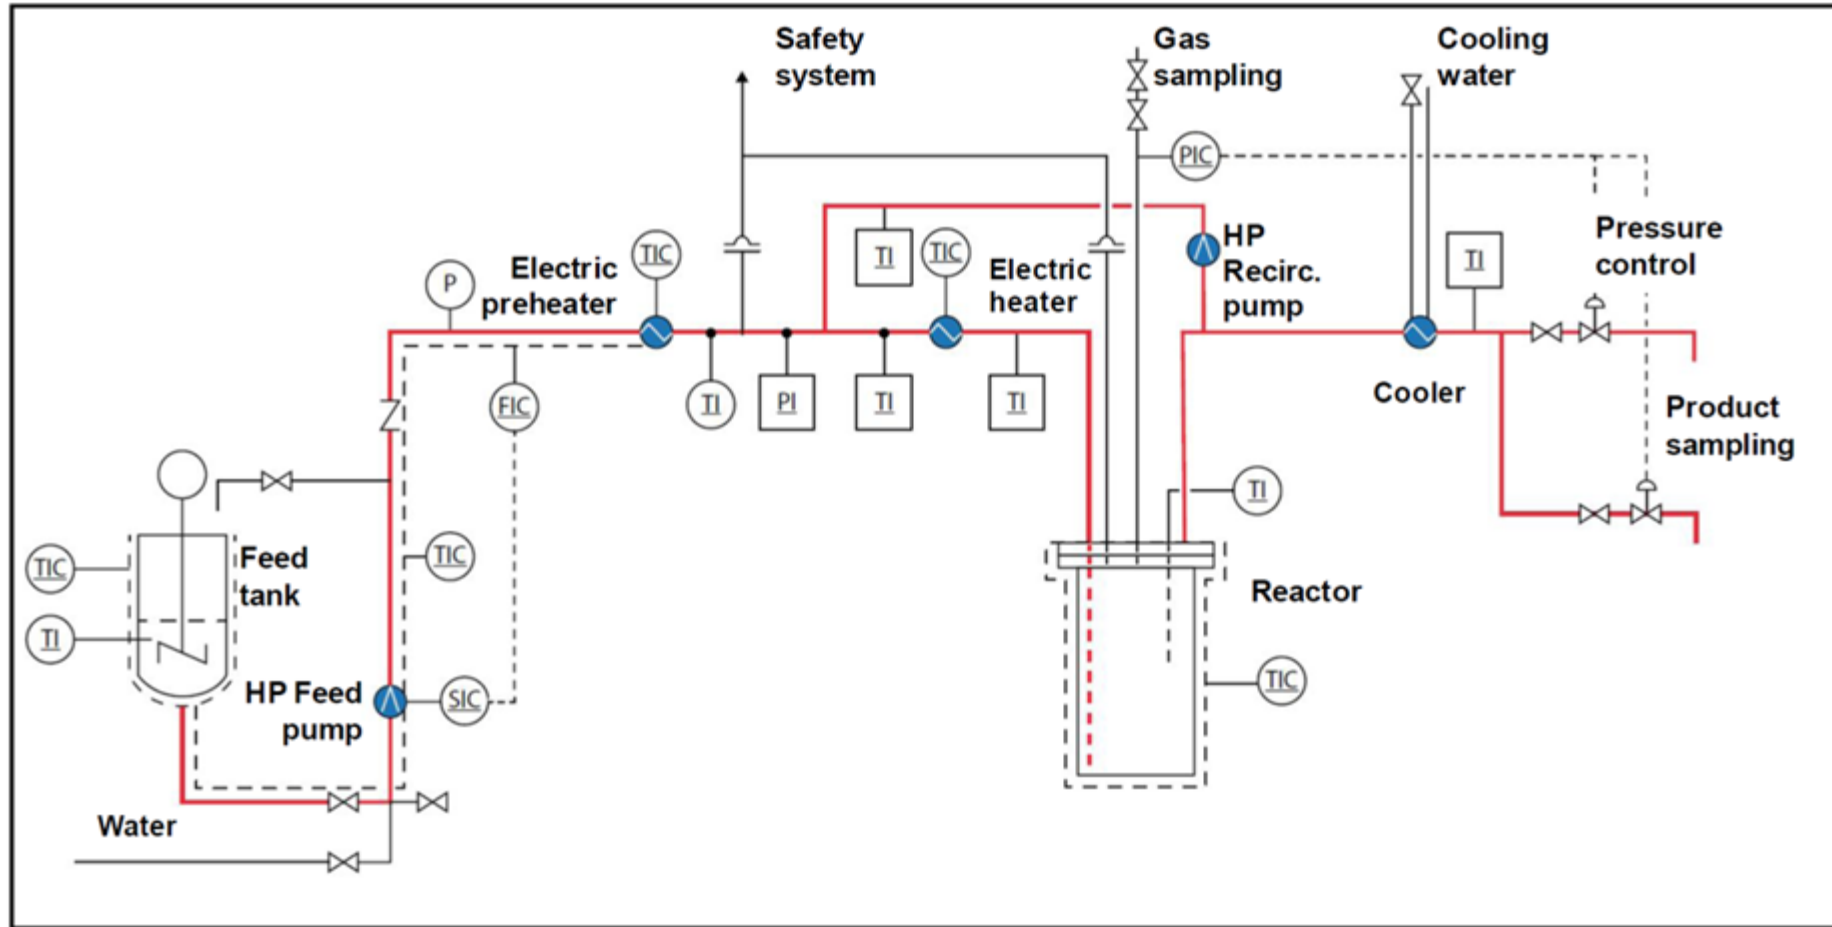 Safety
system
Gas
sampling
Cooling
water
PIC
Electric
preheater
TIC
TI
TIC
Electric
heater
HP
Recirc.
pump
TI
Pressure
control
P
FIC
TI
PI
TI
TI
Cooler
Product
sampling
TI
TIC
Feed
tank
TIC
TI
Reactor
HP Feed
pump
SIC
TIC
Water